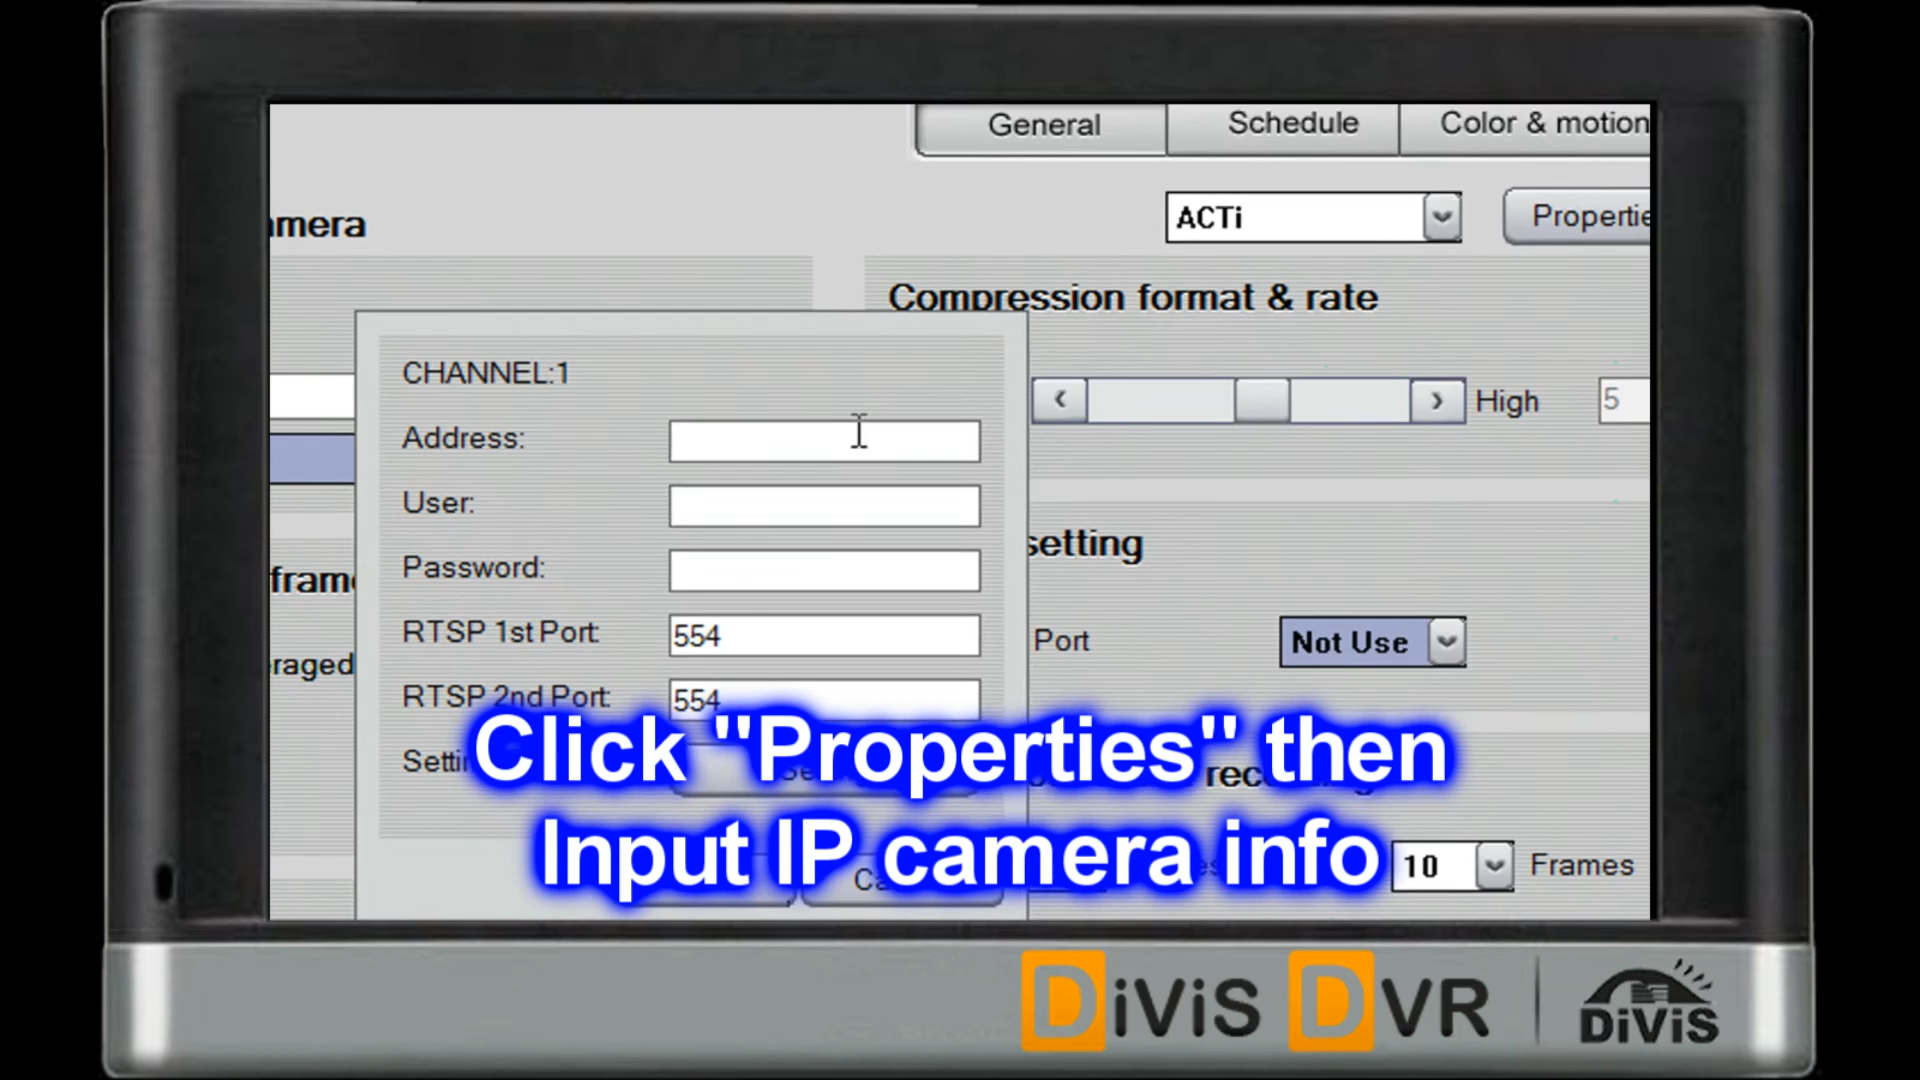 General
Schedule
Color & motion
amera
ACTi
Propertie
Compression format & rate
CHANNEL:1
Address:
High
5
User:
setting
Password:
frame
RTSP 1st Port:
554
Port
Not Use
raged
RTSP 2nd Port:
554
Click "Properties" then
Input IP camera info
10
Frames
DiViS DVR
DiViS